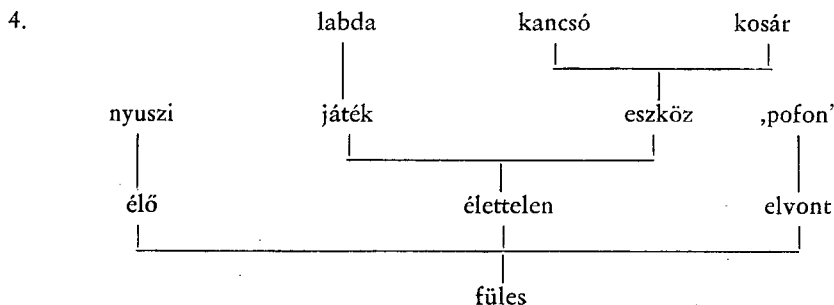 4. labda kancsó kosár
nyuszi játék eszköz ‚pofon’
élő élettelen elvont
füles